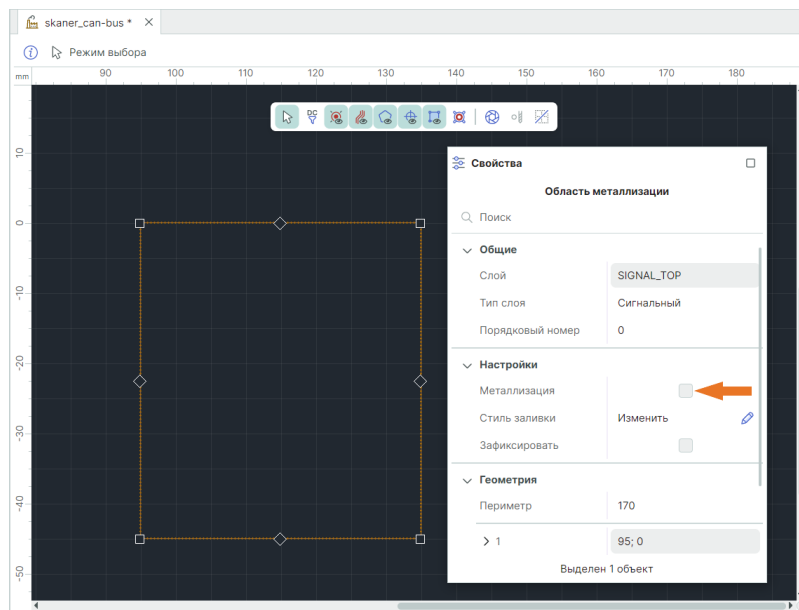 skaner_can-bus *
Режим выбора
mm 90 100 110 120 130 140 150 160 170 180
DC
10
0
-10
-20
-30
-40
-50
Свойства
Область металлизации
Поиск
Общие
Слой SIGNAL_TOP
Тип слоя Сигнальный
Порядковый номер 0
Настройки
Металлизация
Стиль заливки Изменить
Зафиксировать
Геометрия
Периметр 170
1 95; 0
Выделен 1 объект